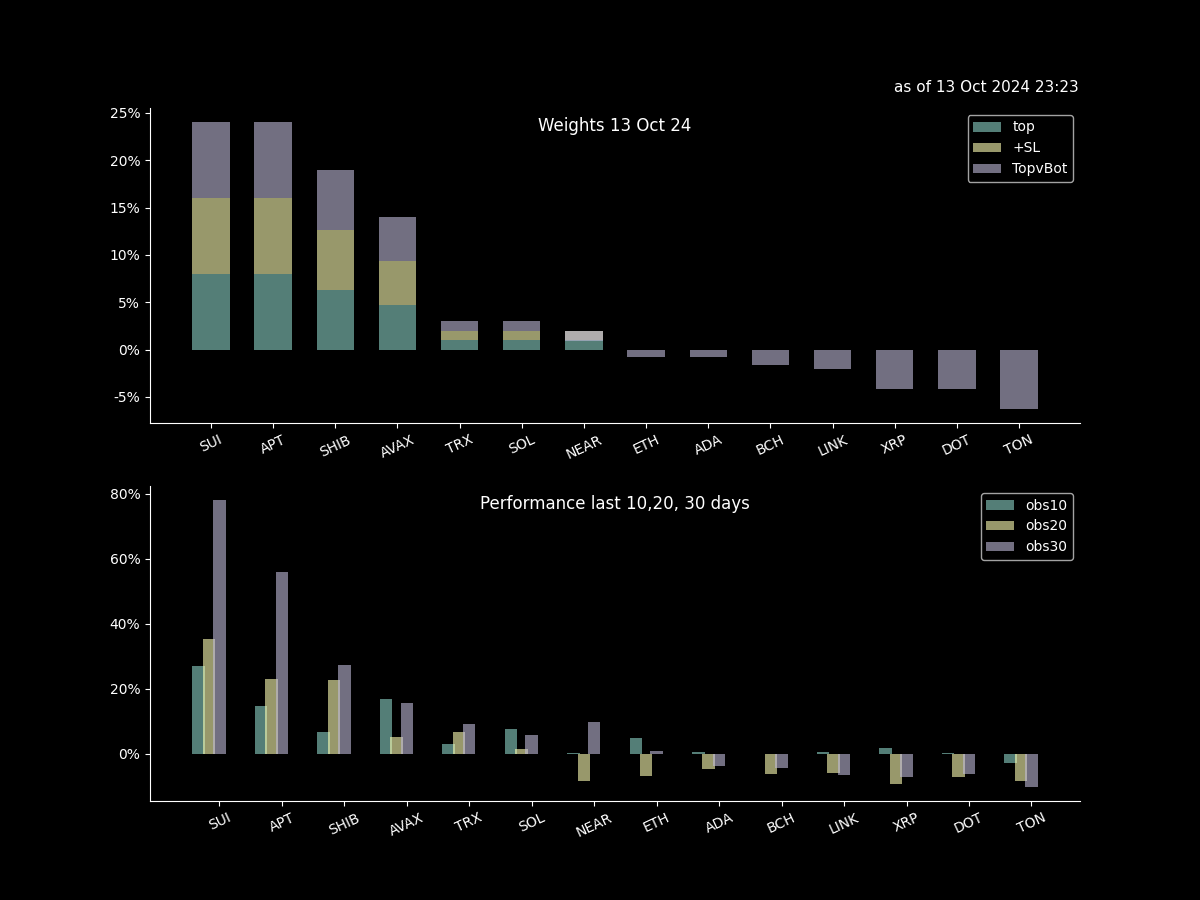 as of 13 Oct 2024 23:23
Weights 13 Oct 24
top
+SL
TopvBot
25%
20%
15%
10%
5%
0%
-5%
SUI APT SHIB AVAX TRX SOL NEAR ETH ADA BCH LINK XRP DOT TON
Performance last 10,20, 30 days
obs10
obs20
obs30
80%
60%
40%
20%
0%
SUI APT SHIB AVAX TRX SOL NEAR ETH ADA BCH LINK XRP DOT TON